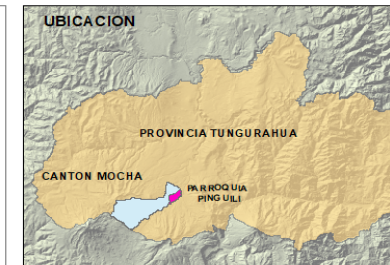 UBICACION
PROVINCIA TUNGURAHUA
CANTON MOCHA
PARROQUIA
PINGUILI